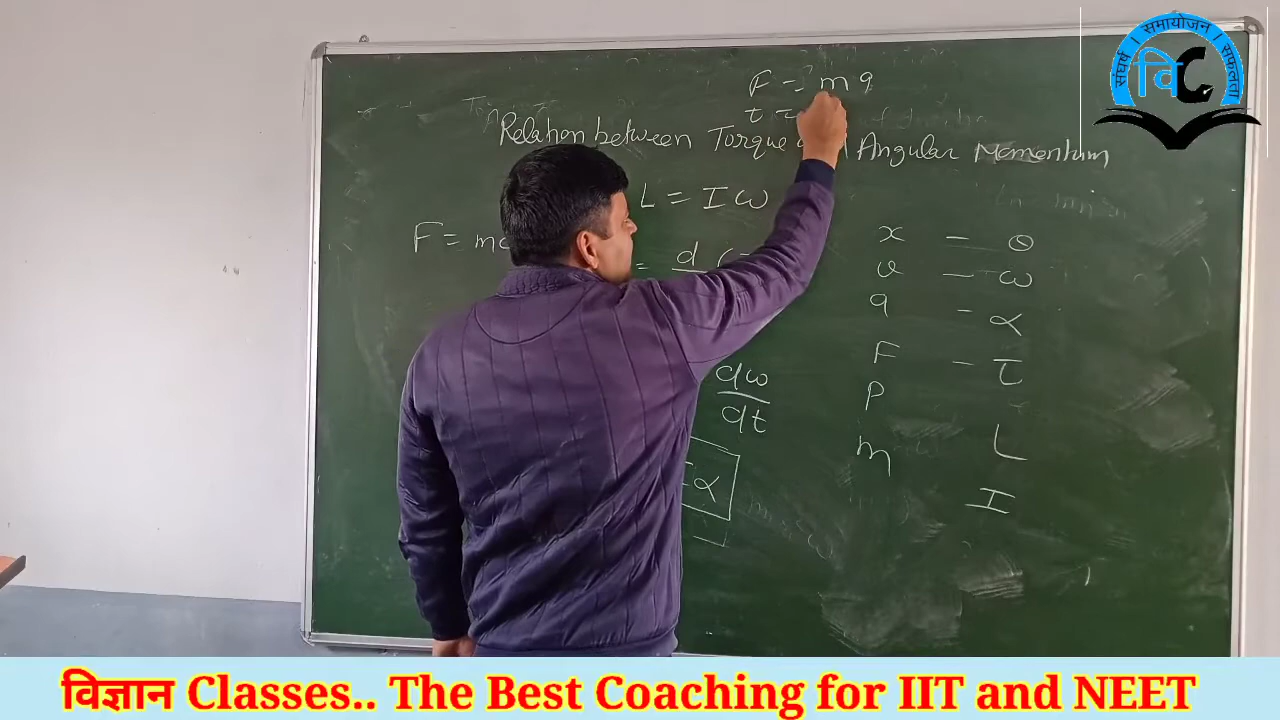 संघर्ष । समायोजन । सफलता
वि C
F = m a
τ =
Relation between Torque Angular Momentum
L = I ω
F = ma
= d
x - θ
v - ω
a - α
F - τ
P
L
m
I
dω
dt
Iα
विज्ञान Classes.. The Best Coaching for IIT and NEET